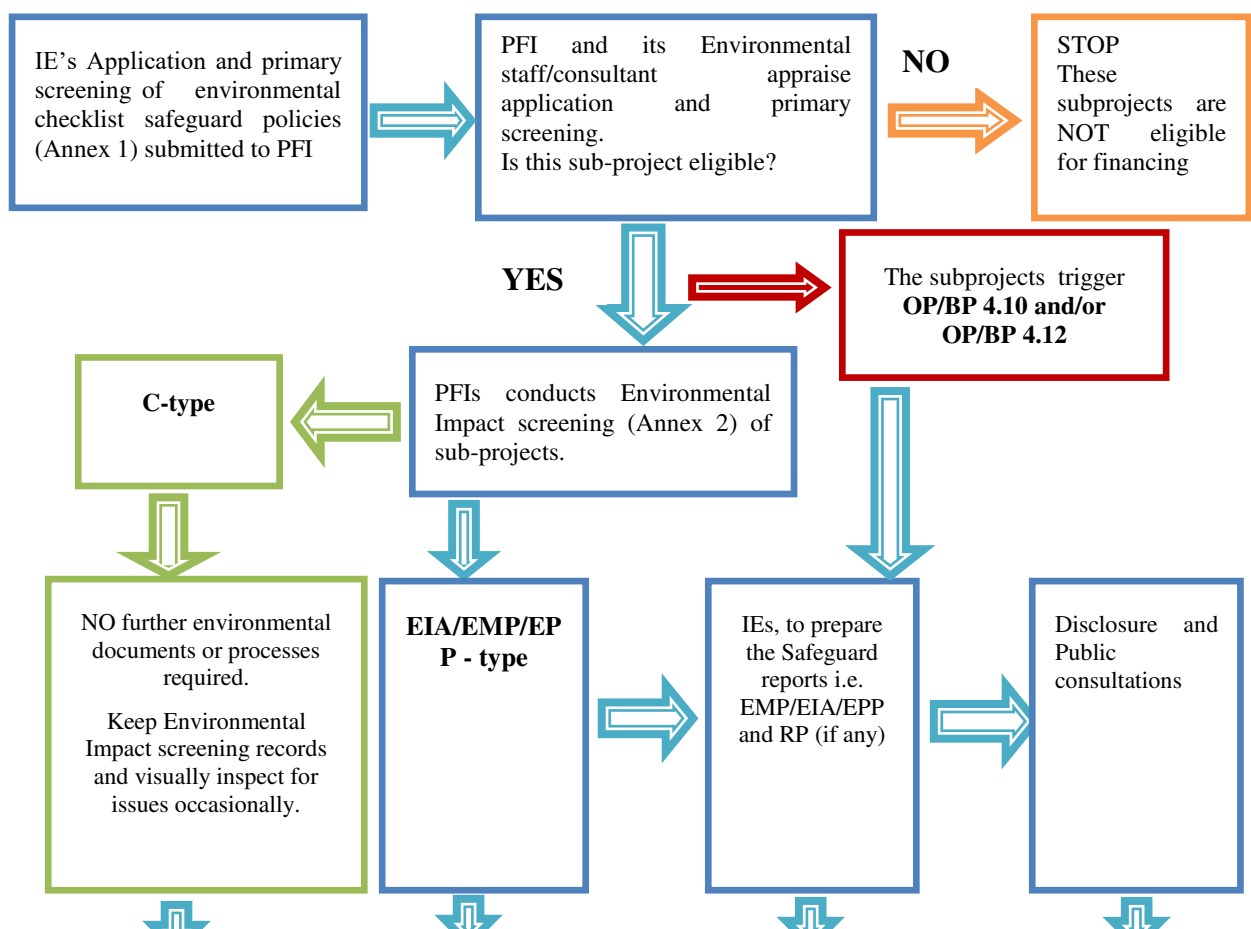 IE's Application and primary
screening of environmental
checklist safeguard policies
(Annex 1) submitted to PFI
PFI and its Environmental
staff/consultant appraise
application and primary
screening.
Is this sub-project eligible?
NO
STOP
These
subprojects are
NOT eligible
for financing
YES
The subprojects trigger
OP/BP 4.10 and/or
OP/BP 4.12
C-type
PFIs conducts Environmental
Impact screening (Annex 2) of
sub-projects.
NO further environmental
documents or processes
required.
Keep Environmental
Impact screening records
and visually inspect for
issues occasionally.
EIA/EMP/EP
P - type
IEs, to prepare
the Safeguard
reports i.e.
EMP/EIA/EPP
and RP (if any)
Disclosure and
Public
consultations